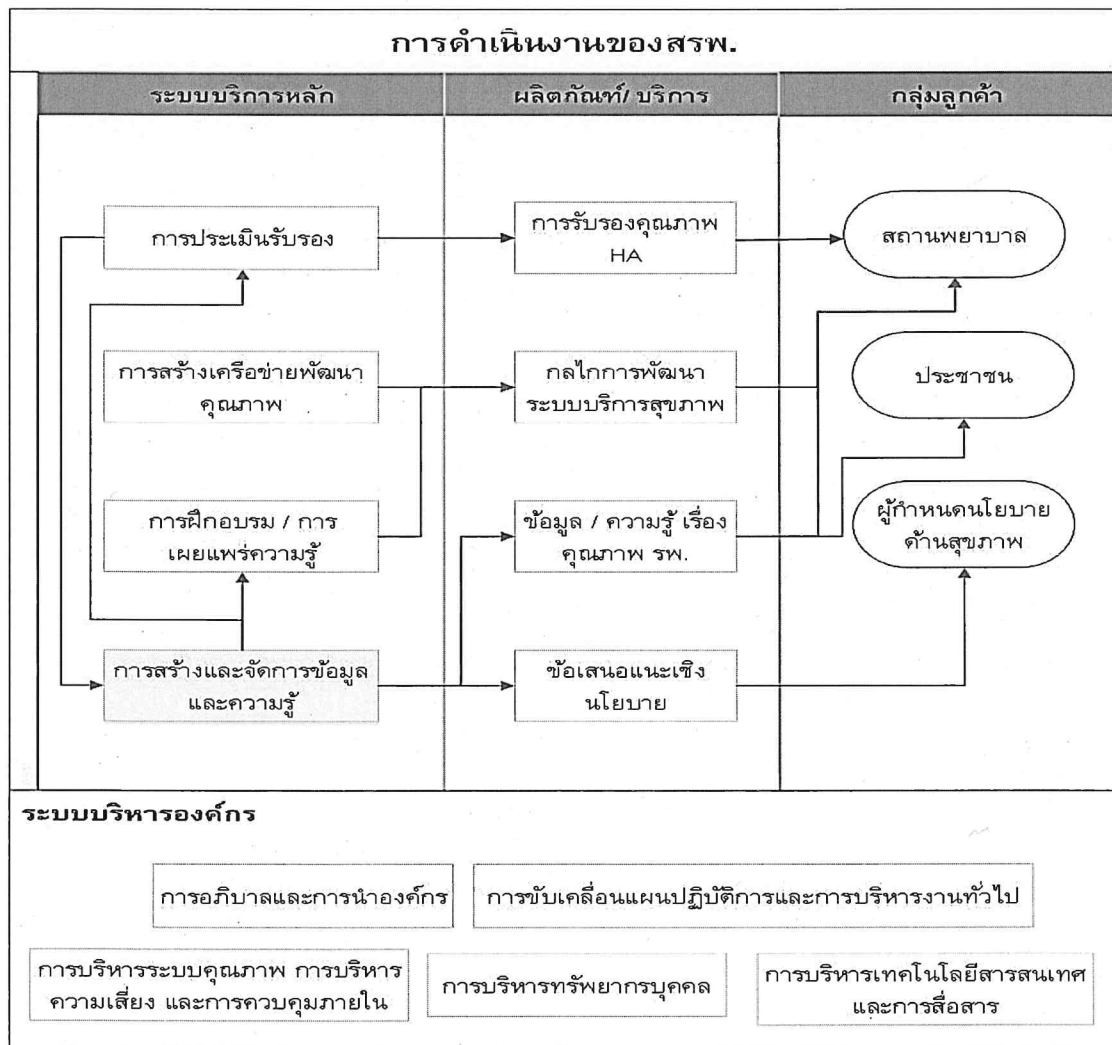 การดำเนินงานของสรพ.
ระบบบริการหลัก
ผลิตภัณฑ์/ บริการ
กลุ่มลูกค้า
การประเมินรับรอง
การรับรองคุณภาพ
HA
สถานพยาบาล
การสร้างเครือข่ายพัฒนา
คุณภาพ
กลไกการพัฒนา
ระบบบริการสุขภาพ
ประชาชน
การฝึกอบรม / การ
เผยแพร่ความรู้
ข้อมูล / ความรู้ เรื่อง
คุณภาพ รพ.
ผู้กำหนดนโยบาย
ด้านสุขภาพ
การสร้างและจัดการข้อมูล
และความรู้
ข้อเสนอแนะเชิง
นโยบาย
ระบบบริหารองค์กร
การอภิบาลและการนำองค์กร
การขับเคลื่อนแผนปฏิบัติการและการบริหารงานทั่วไป
การบริหารระบบคุณภาพ การบริหาร
ความเสี่ยง และการควบคุมภายใน
การบริหารทรัพยากรบุคคล
การบริหารเทคโนโลยีสารสนเทศ
และการสื่อสาร